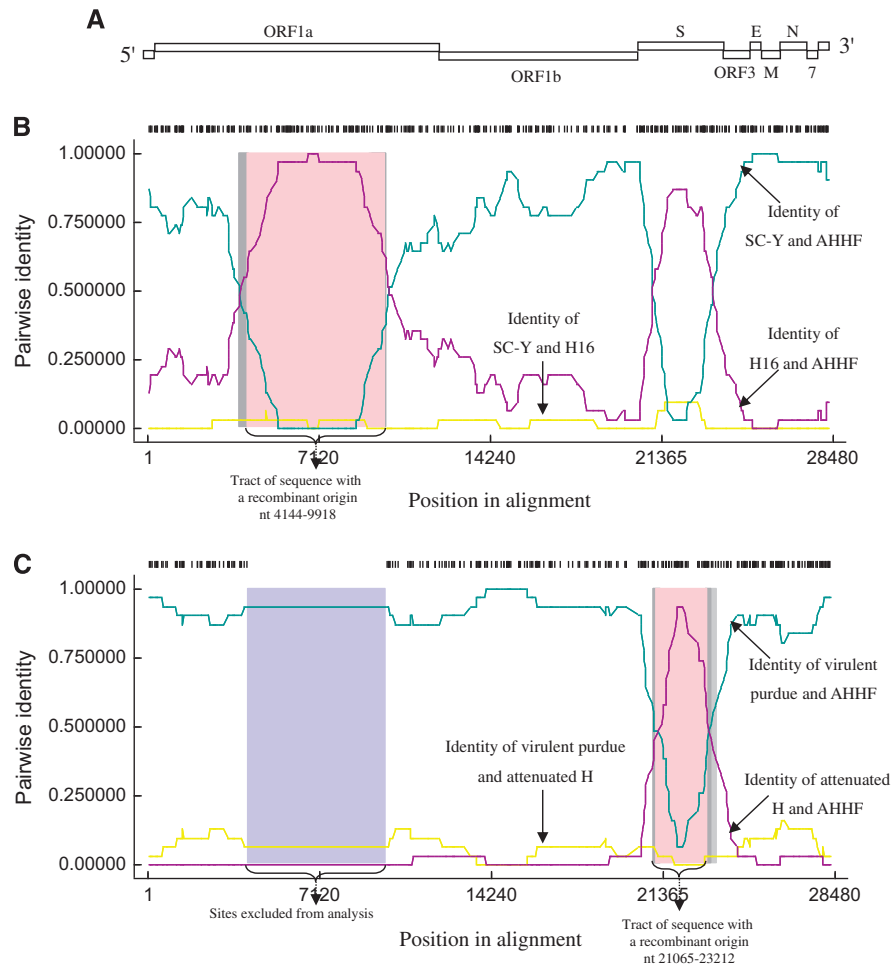 A
5'
ORF1a
ORF1b
S
ORF3
E
M
N
7
3'
B
1.00000
0.750000
0.500000
0.250000
0.00000
Pairwise identity
Identity of
SC-Y and AHHF
Identity of
SC-Y and H16
Identity of
H16 and AHHF
1
7120
14240
21365
28480
Tract of sequence with
a recombinant origin
nt 4144-9918
Position in alignment
C
1.00000
0.750000
0.500000
0.250000
0.00000
Pairwise identity
Identity of virulent
purdue and AHHF
Identity of virulent purdue
and attenuated H
Identity of attenuated
H and AHHF
1
7120
14240
21365
28480
Sites excluded from analysis
Position in alignment
Tract of sequence with
a recombinant origin
nt 21065-23212